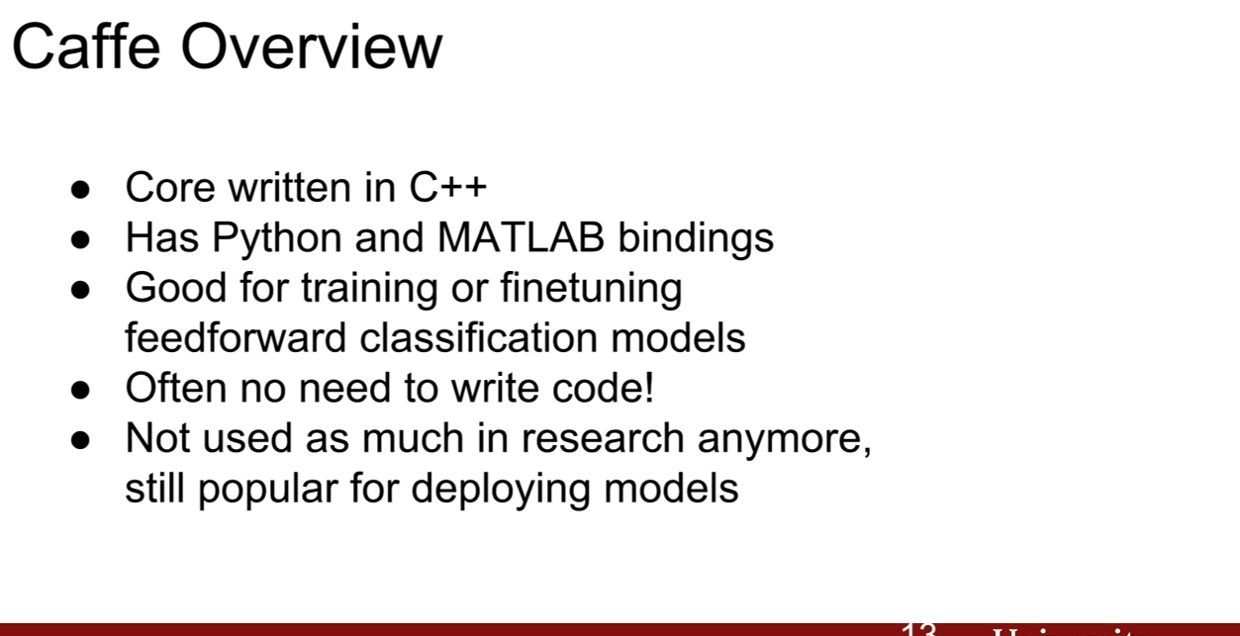 Caffe Overview
● Core written in C++
● Has Python and MATLAB bindings
● Good for training or finetuning
feedforward classification models
● Often no need to write code!
● Not used as much in research anymore,
still popular for deploying models